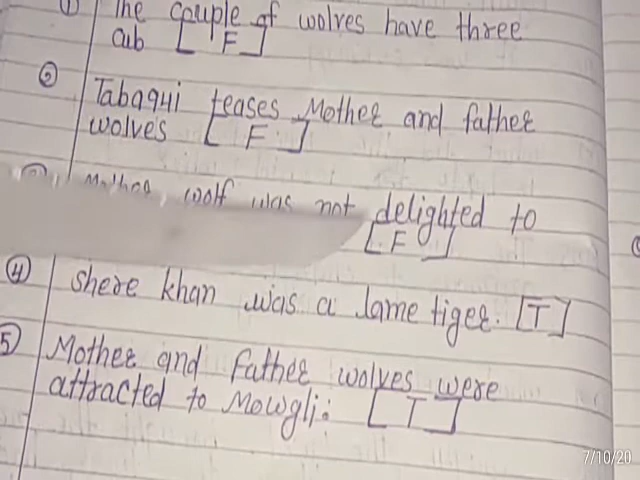 ① The couple of wolves have three
cub [ F ]
② Tabaqui teases Mother and father
wolves [ F ]
Mother wolf was not delighted to
[ F ]
④ Shere khan was a lame tiger. [T]
⑤ Mother and Father wolves were
attracted to Mowgli. [ T ]
7/10/20